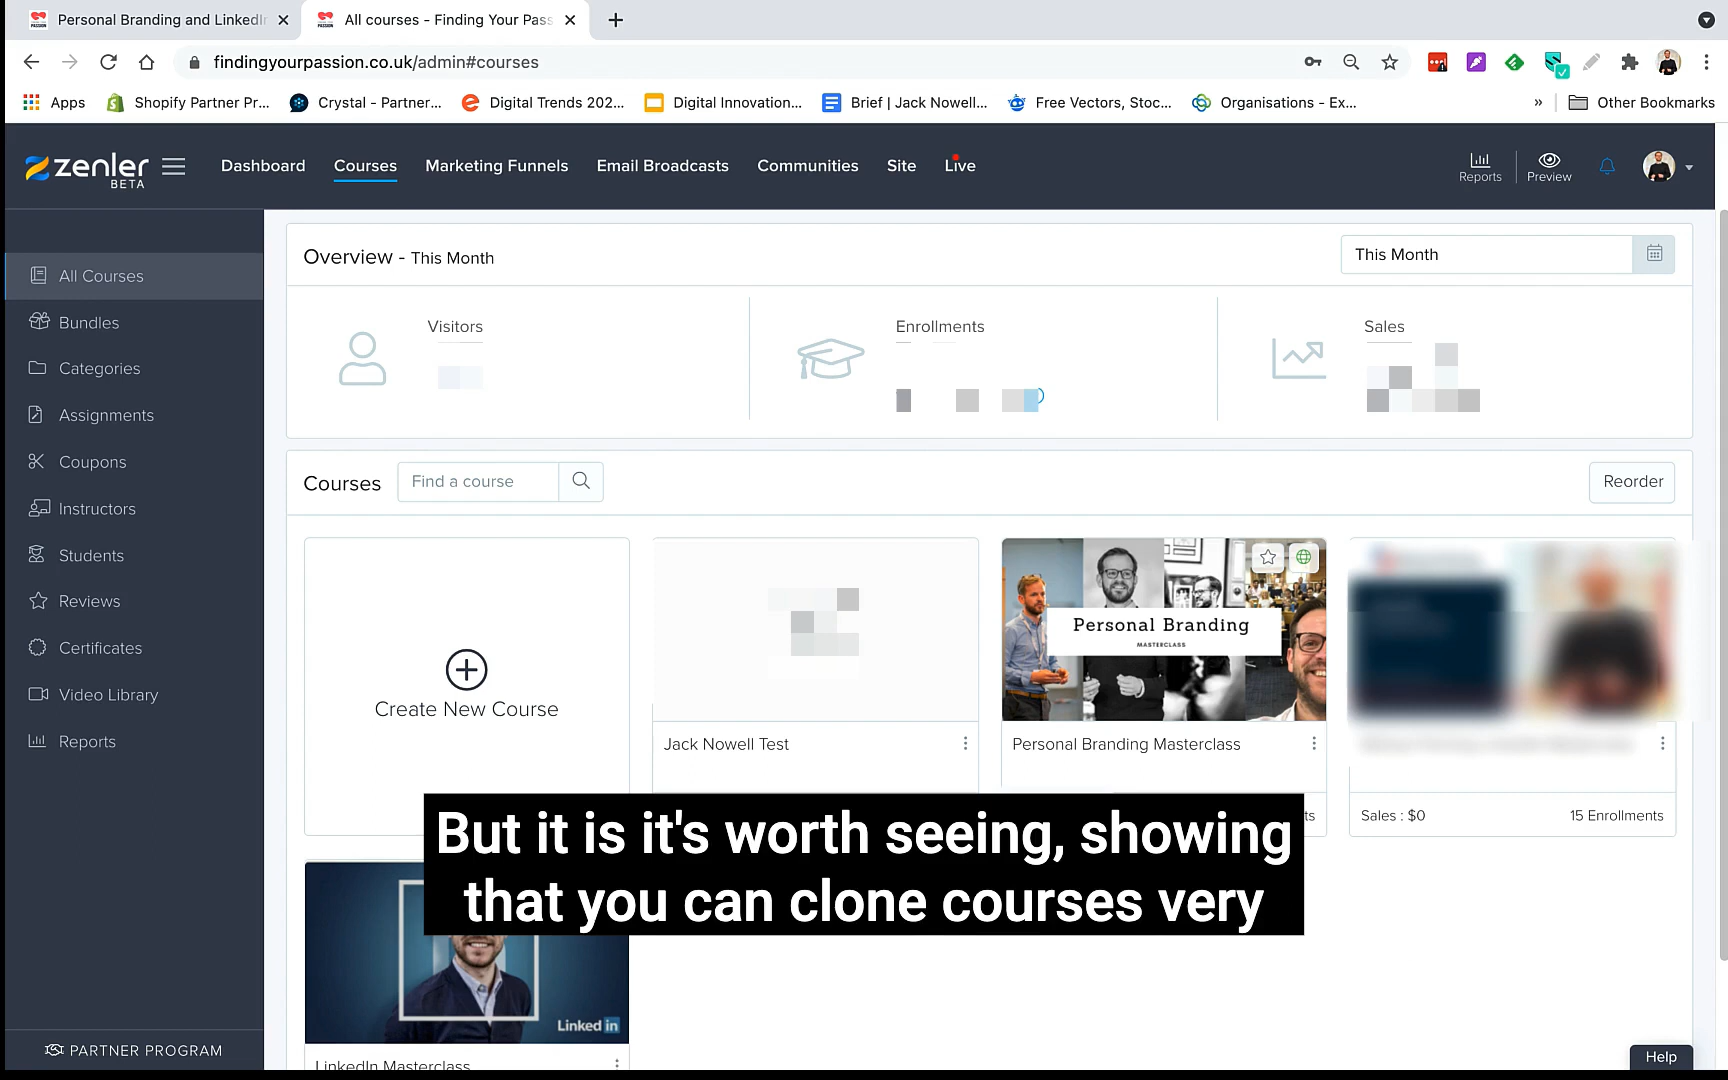 Personal Branding and LinkedIn
All courses - Finding Your Pass
findingyourpassion.co.uk/admin#courses
Apps
Shopify Partner Pr...
Crystal - Partner...
Digital Trends 202...
Digital Innovation...
Brief | Jack Nowell...
Free Vectors, Stoc...
Organisations - Ex...
»
Other Bookmarks
zenler
BETA
Dashboard
Courses
Marketing Funnels
Email Broadcasts
Communities
Site
Live
Reports
Preview
All Courses
Bundles
Categories
Assignments
Coupons
Instructors
Students
Reviews
Certificates
Video Library
Reports
PARTNER PROGRAM
Overview - This Month
This Month
Visitors
Enrollments
Sales
Courses
Find a course
Reorder
Create New Course
Jack Nowell Test
Personal Branding
MASTERCLASS
Personal Branding Masterclass
ts
Sales : $0
15 Enrollments
But it is it's worth seeing, showing
that you can clone courses very
Linked in
LinkedIn Masterclass
Help